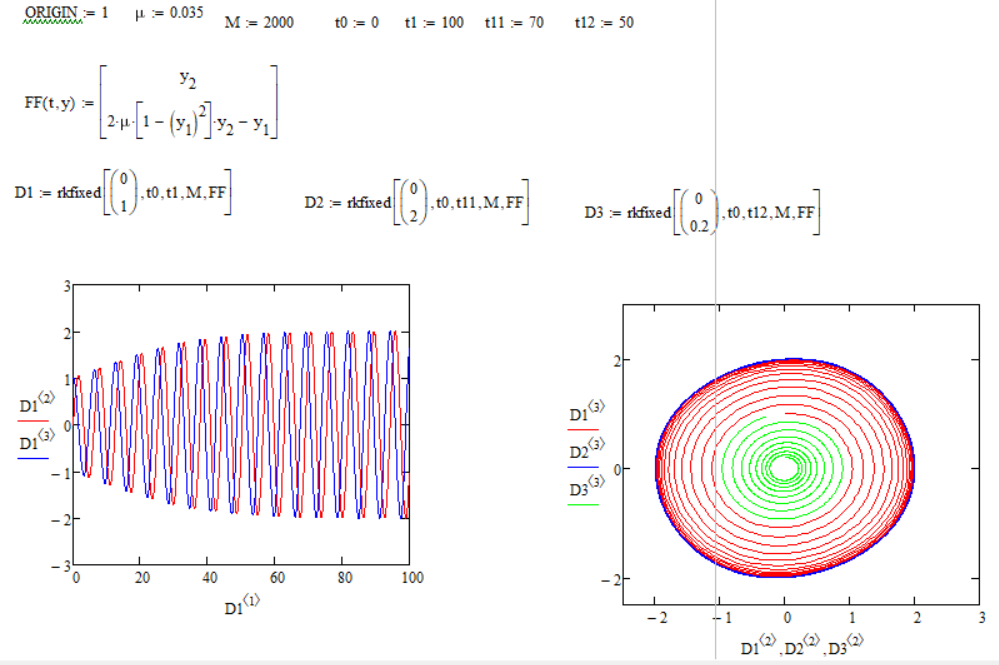 ORIGIN := 1 μ := 0.035 M := 2000 t0 := 0 t1 := 100 t11 := 70 t12 := 50
y₂
FF(t,y) :=
2·μ·[1 − (y₁)²]·y₂ − y₁
D1 := rkfixed[(0 1), t0, t1, M, FF]
D2 := rkfixed[(0 2), t0, t11, M, FF]
D3 := rkfixed[(0 0.2), t0, t12, M, FF]
3
2
1
0
−1
−2
−3
D1⟨2⟩
D1⟨3⟩
0 20 40 60 80 100
D1⟨1⟩
2
0
−2
D1⟨3⟩
D2⟨3⟩
D3⟨3⟩
−2 −1 0 1 2 3
D1⟨2⟩, D2⟨2⟩, D3⟨2⟩